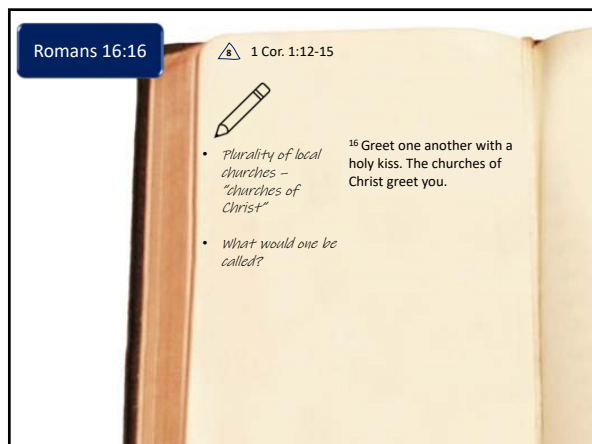 Romans 16:16
8 1 Cor. 1:12-15
• Plurality of local
churches –
"churches of
Christ"
• What would one be
called?
16 Greet one another with a
holy kiss. The churches of
Christ greet you.